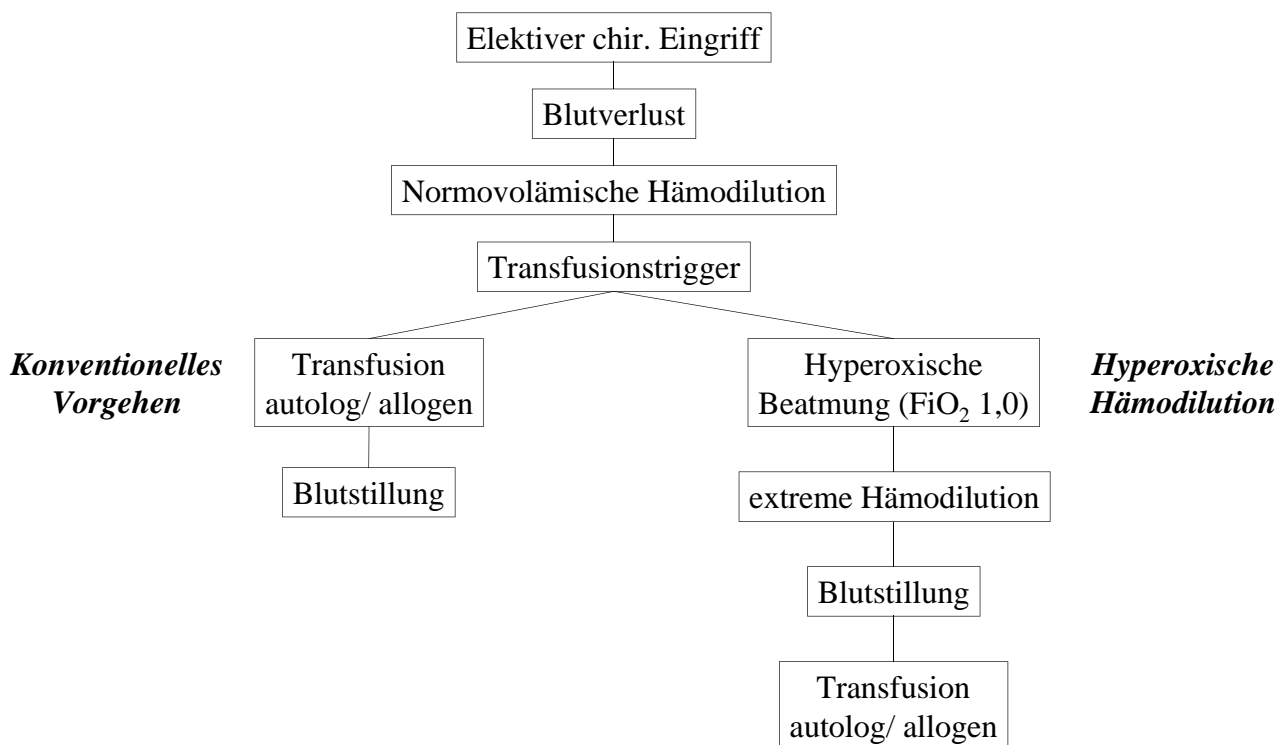 Elektiver chir. Eingriff
Blutverlust
Normovolämische Hämodilution
Transfusionstrigger
Konventionelles
Vorgehen
Transfusion
autolog/ allogen
Blutstillung
Hyperoxische
Beatmung (FiO₂ 1,0)
Hyperoxische
Hämodilution
extreme Hämodilution
Blutstillung
Transfusion
autolog/ allogen